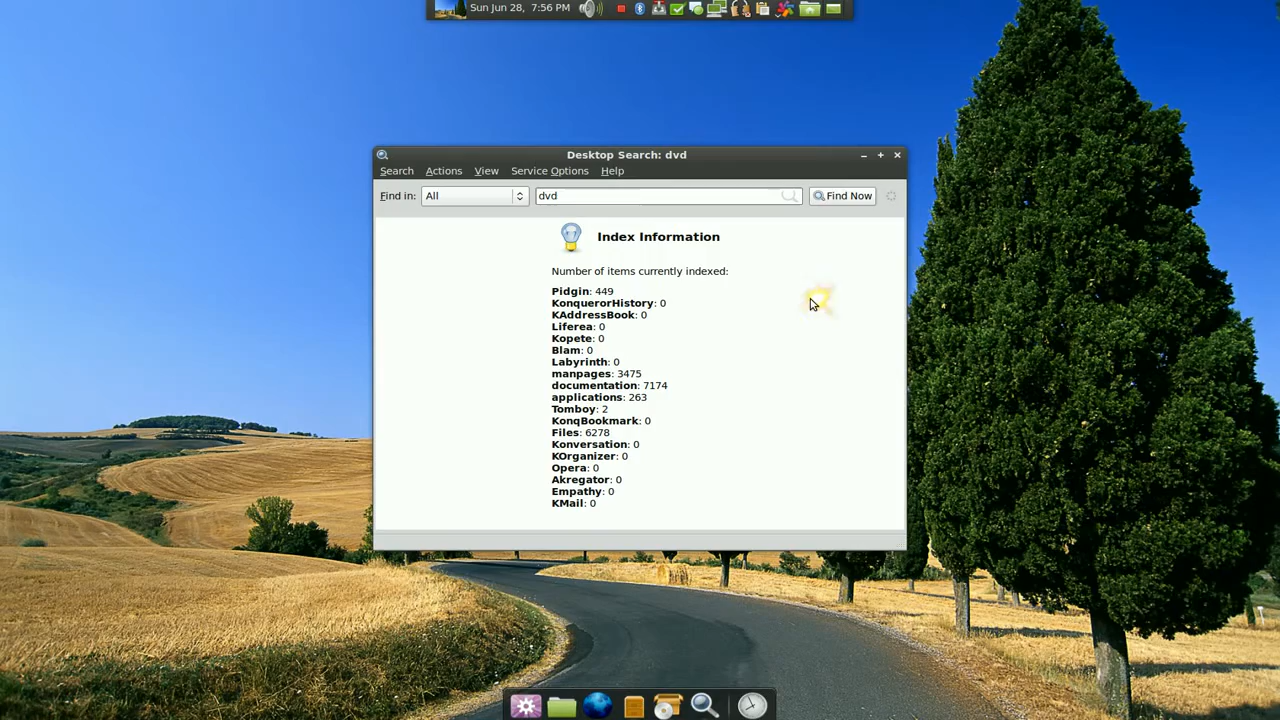 Sun Jun 28, 7:56 PM
Desktop Search: dvd
Search Actions View Service Options Help
Find in: All dvd Find Now
Index Information
Number of items currently indexed:
Pidgin: 449
KonquerorHistory: 0
KAddressBook: 0
Liferea: 0
Kopete: 0
Blam: 0
Labyrinth: 0
manpages: 3475
documentation: 7174
applications: 263
Tomboy: 2
KonqBookmark: 0
Files: 6278
Konversation: 0
KOrganizer: 0
Opera: 0
Akregator: 0
Empathy: 0
KMail: 0